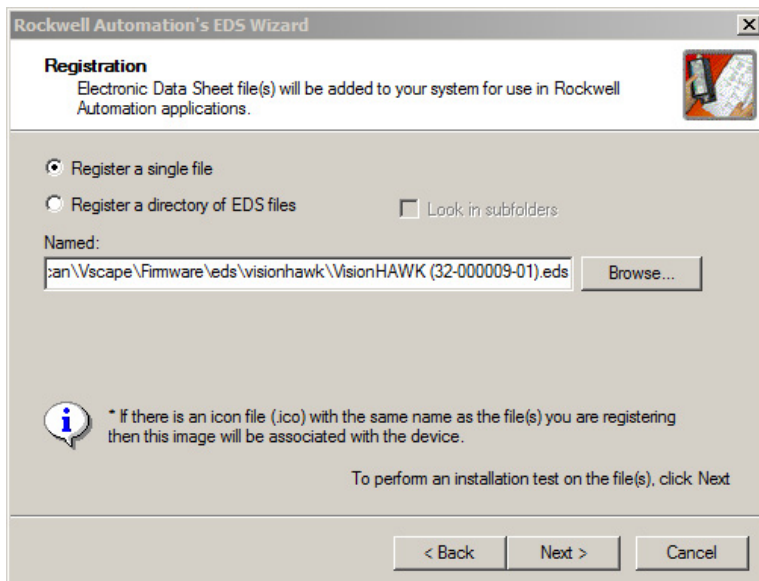 Rockwell Automation's EDS Wizard
Registration
Electronic Data Sheet file(s) will be added to your system for use in Rockwell
Automation applications.
Register a single file
Register a directory of EDS files
Look in subfolders
Named:
:an\Vscape\Firmware\eds\visionhawk\VisionHAWK (32-000009-01).eds
Browse...
* If there is an icon file (.ico) with the same name as the file(s) you are registering
then this image will be associated with the device.
To perform an installation test on the file(s), click Next
< Back
Next >
Cancel